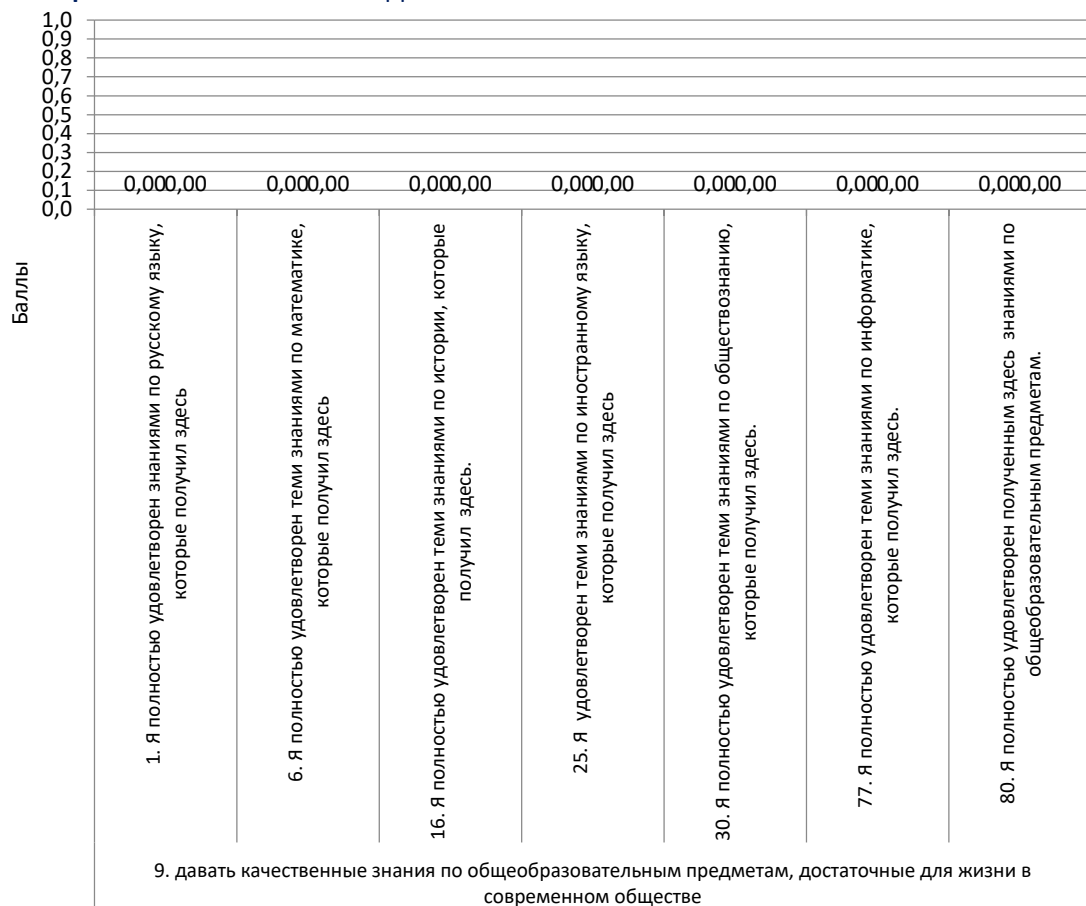 1,0
0,9
0,8
0,7
0,6
0,5
0,4
0,3
0,2
0,1
0,0
Баллы
0,000,00
0,000,00
0,000,00
0,000,00
0,000,00
0,000,00
0,000,00
1. Я полностью удовлетворен знаниями по русскому языку,
которые получил здесь
6. Я полностью удовлетворен теми знаниями по математике,
которые получил здесь
16. Я полностью удовлетворен теми знаниями по истории, которые
получил здесь.
25. Я удовлетворен теми знаниями по иностранному языку,
которые получил здесь
30. Я полностью удовлетворен теми знаниями по обществознанию,
которые получил здесь.
77. Я полностью удовлетворен теми знаниями по информатике,
которые получил здесь.
80. Я полностью удовлетворен полученным здесь знаниями по
общеобразовательным предметам.
9. давать качественные знания по общеобразовательным предметам, достаточные для жизни в
современном обществе